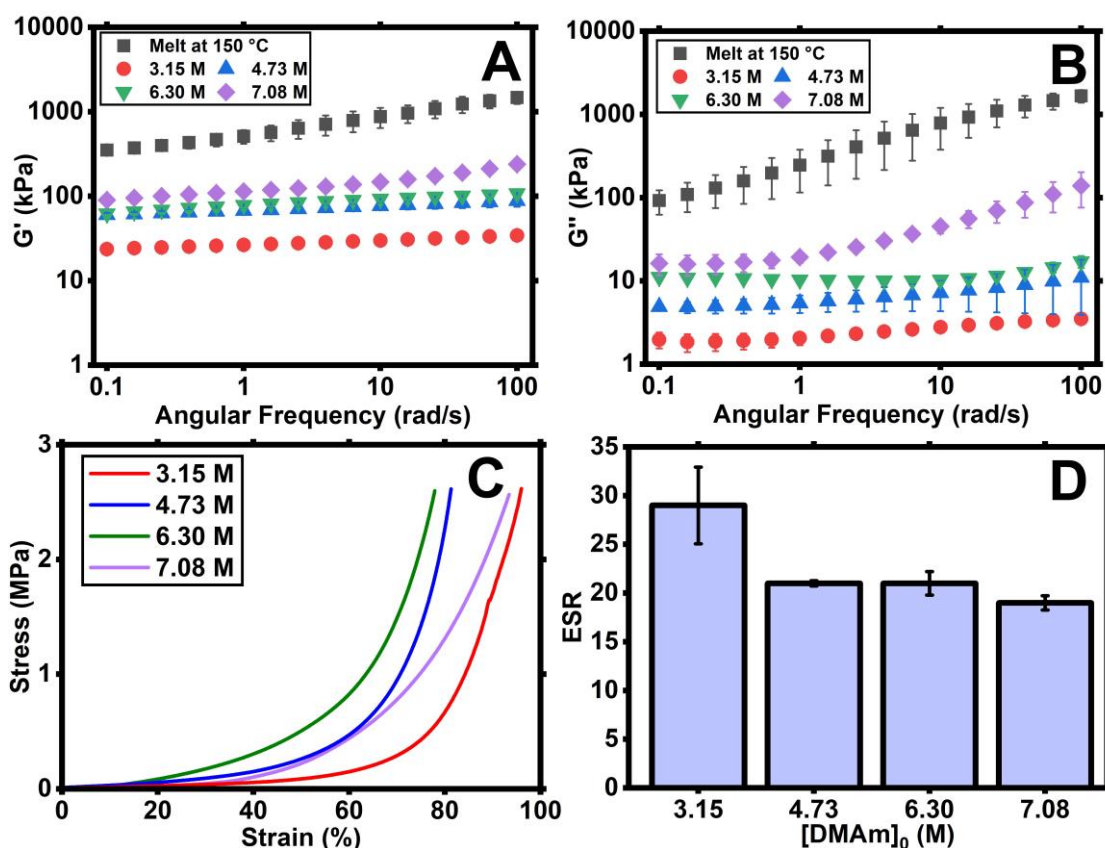 A
Melt at 150 °C
3.15 M 4.73 M
6.30 M 7.08 M
10000
1000
100
10
1
G' (kPa)
0.1 1 10 100
Angular Frequency (rad/s)
B
Melt at 150 °C
3.15 M 4.73 M
6.30 M 7.08 M
10000
1000
100
10
1
G'' (kPa)
0.1 1 10 100
Angular Frequency (rad/s)
C
3.15 M
4.73 M
6.30 M
7.08 M
3
2
1
0
Stress (MPa)
0 20 40 60 80 100
Strain (%)
D
35
30
25
20
15
10
5
0
ESR
3.15 4.73 6.30 7.08
[DMAm]0 (M)